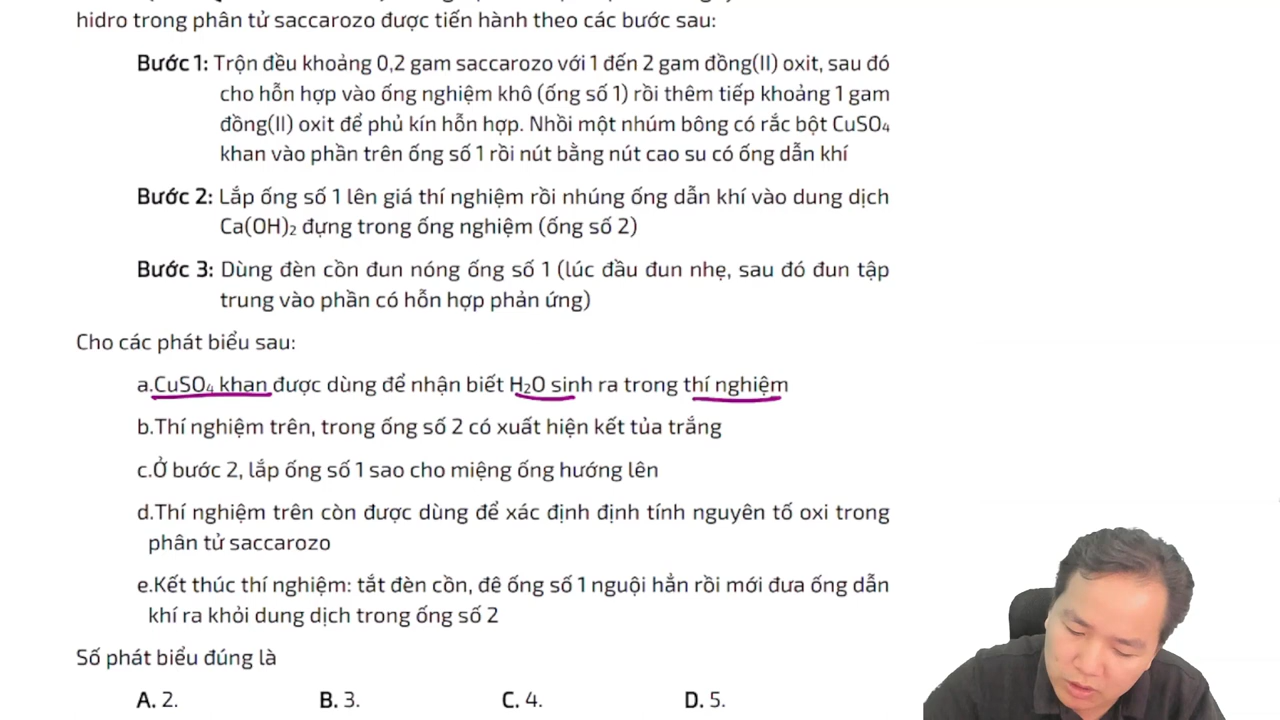 hidro trong phân tử saccarozo được tiến hành theo các bước sau:
Bước 1: Trộn đều khoảng 0,2 gam saccarozo với 1 đến 2 gam đồng(II) oxit, sau đó
cho hỗn hợp vào ống nghiệm khô (ống số 1) rồi thêm tiếp khoảng 1 gam
đồng(II) oxit để phủ kín hỗn hợp. Nhồi một nhúm bông có rắc bột CuSO₄
khan vào phần trên ống số 1 rồi nút bằng nút cao su có ống dẫn khí
Bước 2: Lắp ống số 1 lên giá thí nghiệm rồi nhúng ống dẫn khí vào dung dịch
Ca(OH)₂ đựng trong ống nghiệm (ống số 2)
Bước 3: Dùng đèn cồn đun nóng ống số 1 (lúc đầu đun nhẹ, sau đó đun tập
trung vào phần có hỗn hợp phản ứng)
Cho các phát biểu sau:
a.CuSO₄ khan được dùng để nhận biết H₂O sinh ra trong thí nghiệm
b.Thí nghiệm trên, trong ống số 2 có xuất hiện kết tủa trắng
c.Ở bước 2, lắp ống số 1 sao cho miệng ống hướng lên
d.Thí nghiệm trên còn được dùng để xác định định tính nguyên tố oxi trong
phân tử saccarozo
e.Kết thúc thí nghiệm: tắt đèn cồn, đê ống số 1 nguội hẳn rồi mới đưa ống dẫn
khí ra khỏi dung dịch trong ống số 2
Số phát biểu đúng là
A. 2. B. 3. C. 4. D. 5.